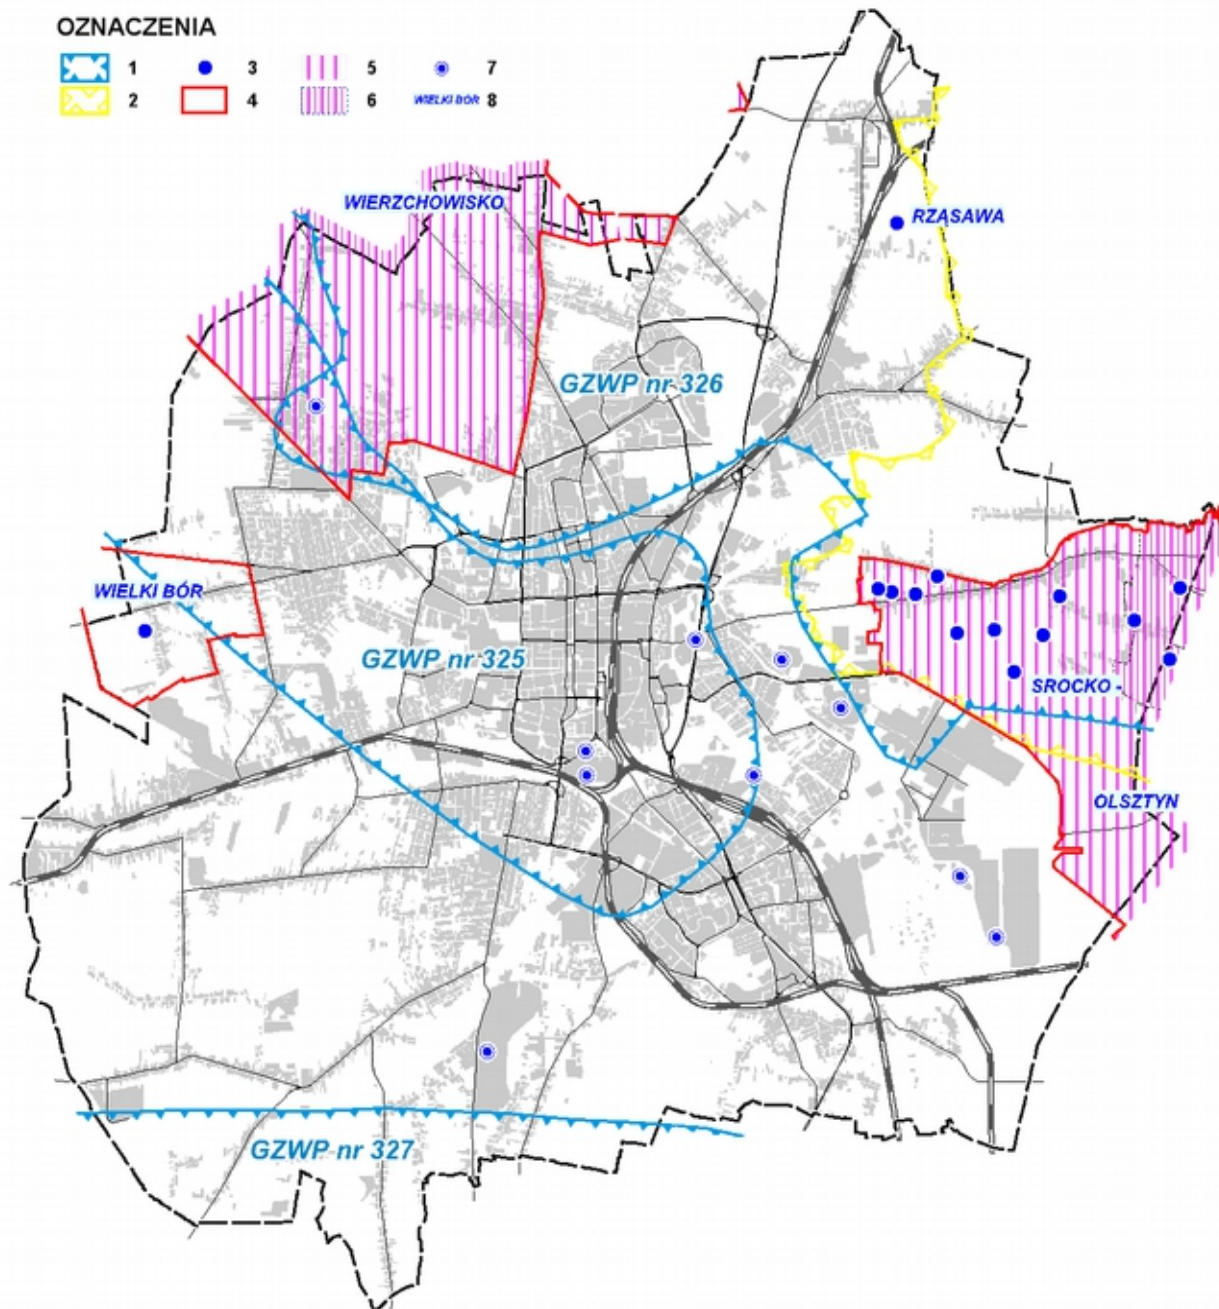 OZNACZENIA
1 3 5 7
2 4 6 WIELKI BÓR 8
WIERZCHOWISKO
RZĄSAWA
GZWP nr 326
WIELKI BÓR
GZWP nr 325
SROCKO -
OLSZTYN
GZWP nr 327